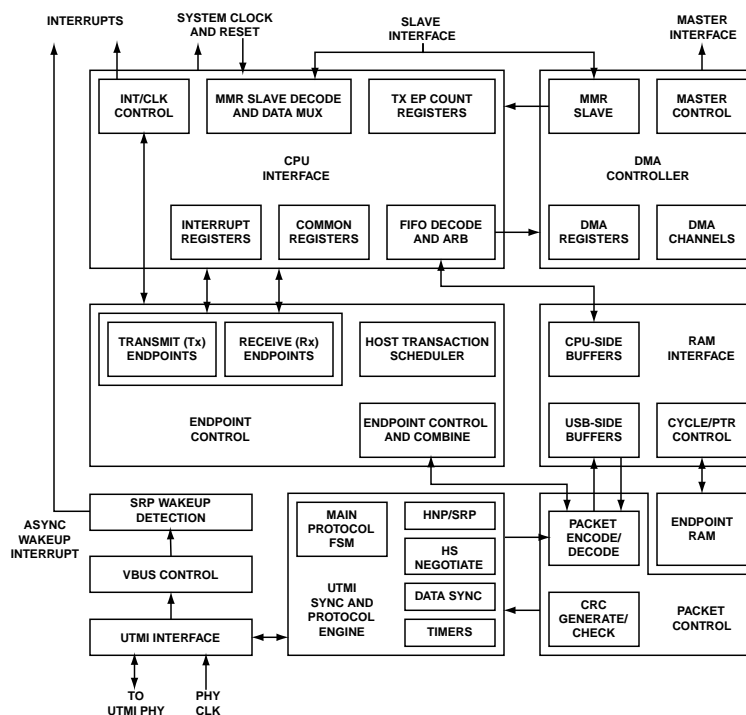 INTERRUPTS
SYSTEM CLOCK
AND RESET
SLAVE
INTERFACE
MASTER
INTERFACE
INT/CLK
CONTROL
MMR SLAVE DECODE
AND DATA MUX
TX EP COUNT
REGISTERS
MMR
SLAVE
MASTER
CONTROL
CPU
INTERFACE
DMA
CONTROLLER
INTERRUPT
REGISTERS
COMMON
REGISTERS
FIFO DECODE
AND ARB
DMA
REGISTERS
DMA
CHANNELS
TRANSMIT (Tx)
ENDPOINTS
RECEIVE (Rx)
ENDPOINTS
HOST TRANSACTION
SCHEDULER
CPU-SIDE
BUFFERS
RAM
INTERFACE
ENDPOINT
CONTROL
ENDPOINT CONTROL
AND COMBINE
USB-SIDE
BUFFERS
CYCLE/PTR
CONTROL
SRP WAKEUP
DETECTION
ASYNC
WAKEUP
INTERRUPT
VBUS CONTROL
UTMI INTERFACE
TO
UTMI PHY
PHY
CLK
MAIN
PROTOCOL
FSM
HNP/SRP
HS
NEGOTIATE
UTMI
SYNC AND
PROTOCOL
ENGINE
DATA SYNC
TIMERS
PACKET
ENCODE/
DECODE
ENDPOINT
RAM
CRC
GENERATE/
CHECK
PACKET
CONTROL